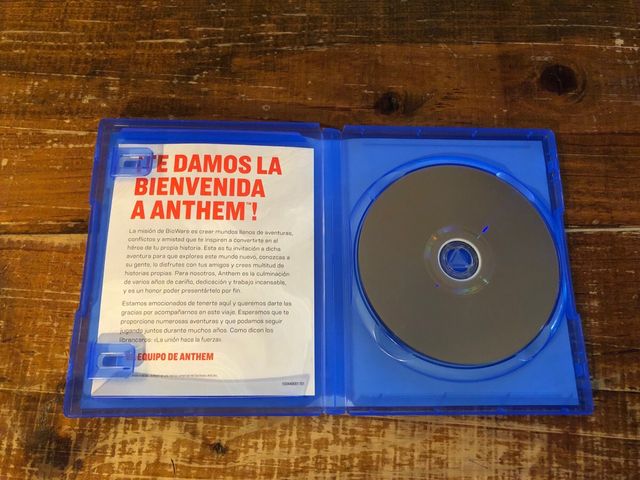 ¡TE DAMOS LA
BIENVENIDA
A ANTHEM™!
La misión de BioWare es crear mundos llenos de aventuras,
conflictos y amistad que te inspiren a convertirte en el
héroe de tu propia historia. Esta es tu invitación a dicha
aventura para que explores este mundo nuevo, conozcas a
su gente, lo disfrutes con tus amigos y crees multitud de
historias propias. Para nosotros, Anthem es la culminación
de varios años de cariño, dedicación y trabajo incansable,
y es un honor poder presentártelo por fin.
Estamos emocionados de tenerte aquí y queremos darte las
gracias por acompañarnos en este viaje. Esperamos que te
proporcione numerosas aventuras y que podamos seguir
jugando juntos durante muchos años. Como dicen los
libranceros: «La unión hace la fuerza».
EQUIPO DE ANTHEM